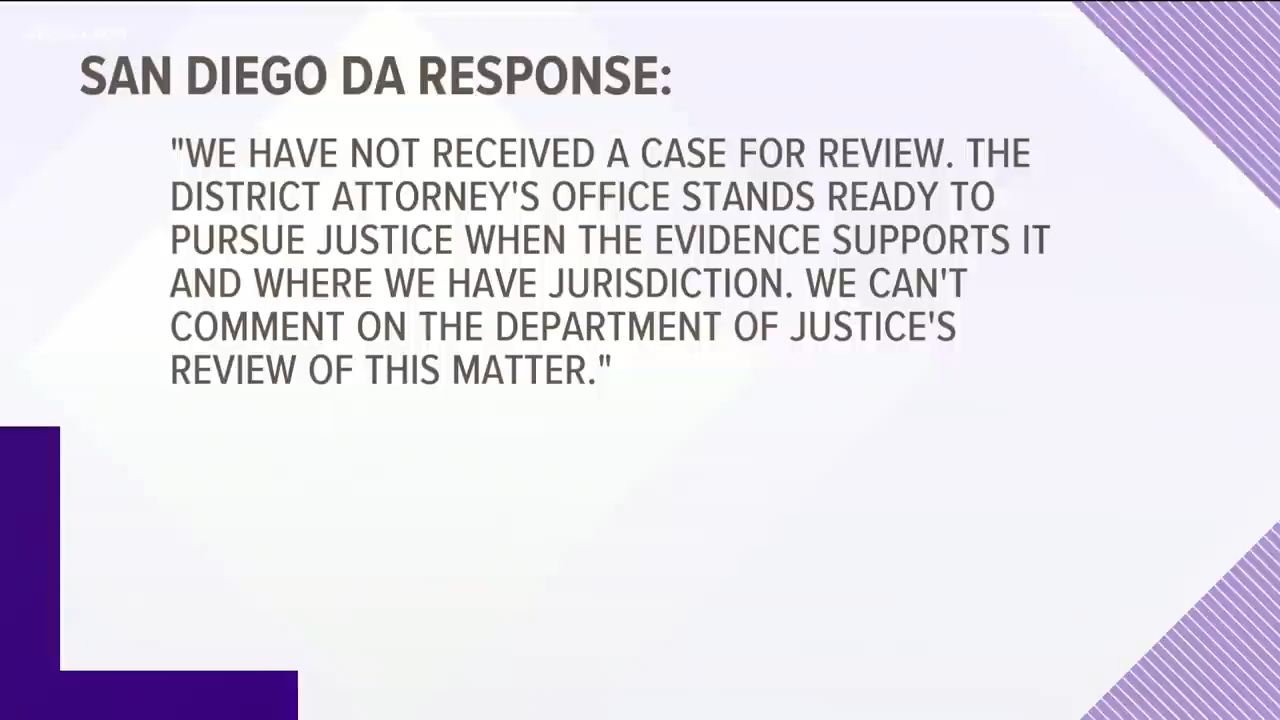 SAN DIEGO DA RESPONSE:
"WE HAVE NOT RECEIVED A CASE FOR REVIEW. THE
DISTRICT ATTORNEY'S OFFICE STANDS READY TO
PURSUE JUSTICE WHEN THE EVIDENCE SUPPORTS IT
AND WHERE WE HAVE JURISDICTION. WE CAN'T
COMMENT ON THE DEPARTMENT OF JUSTICE'S
REVIEW OF THIS MATTER."